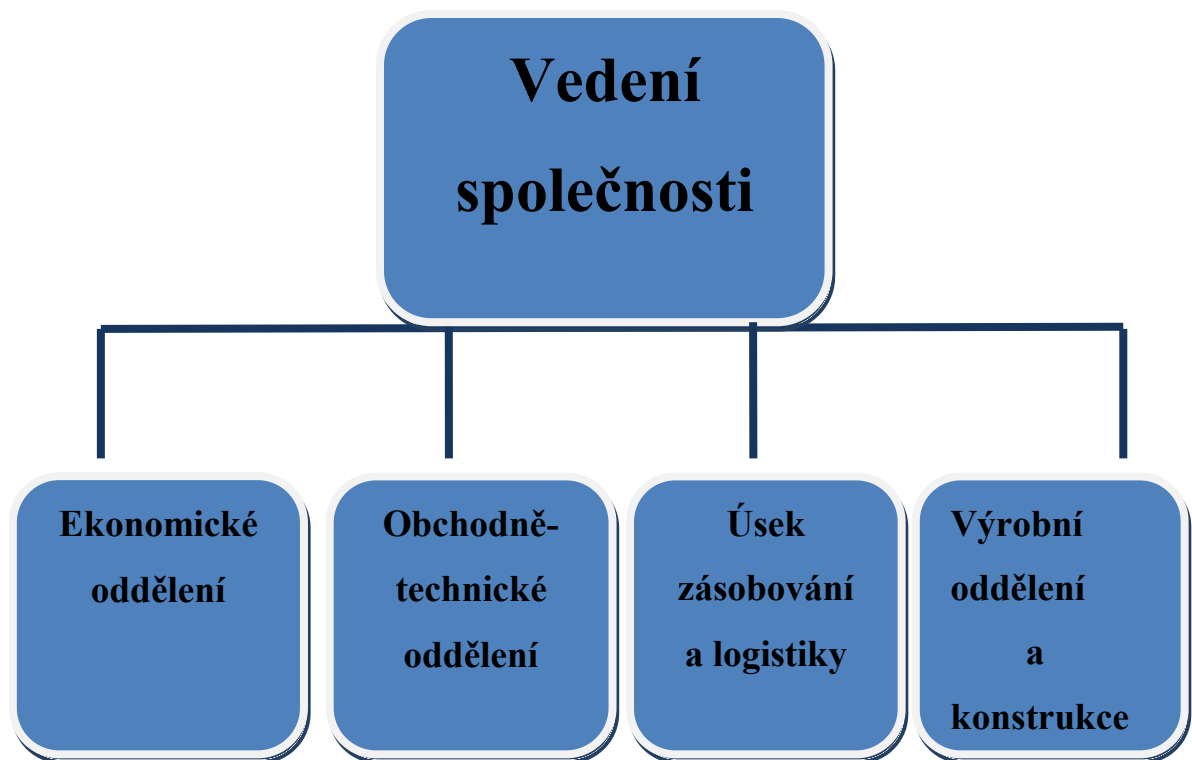 Vedení
společnosti
Ekonomické
oddělení
Obchodně-
technické
oddělení
Úsek
zásobování
a logistiky
Výrobní
oddělení
a
konstrukce